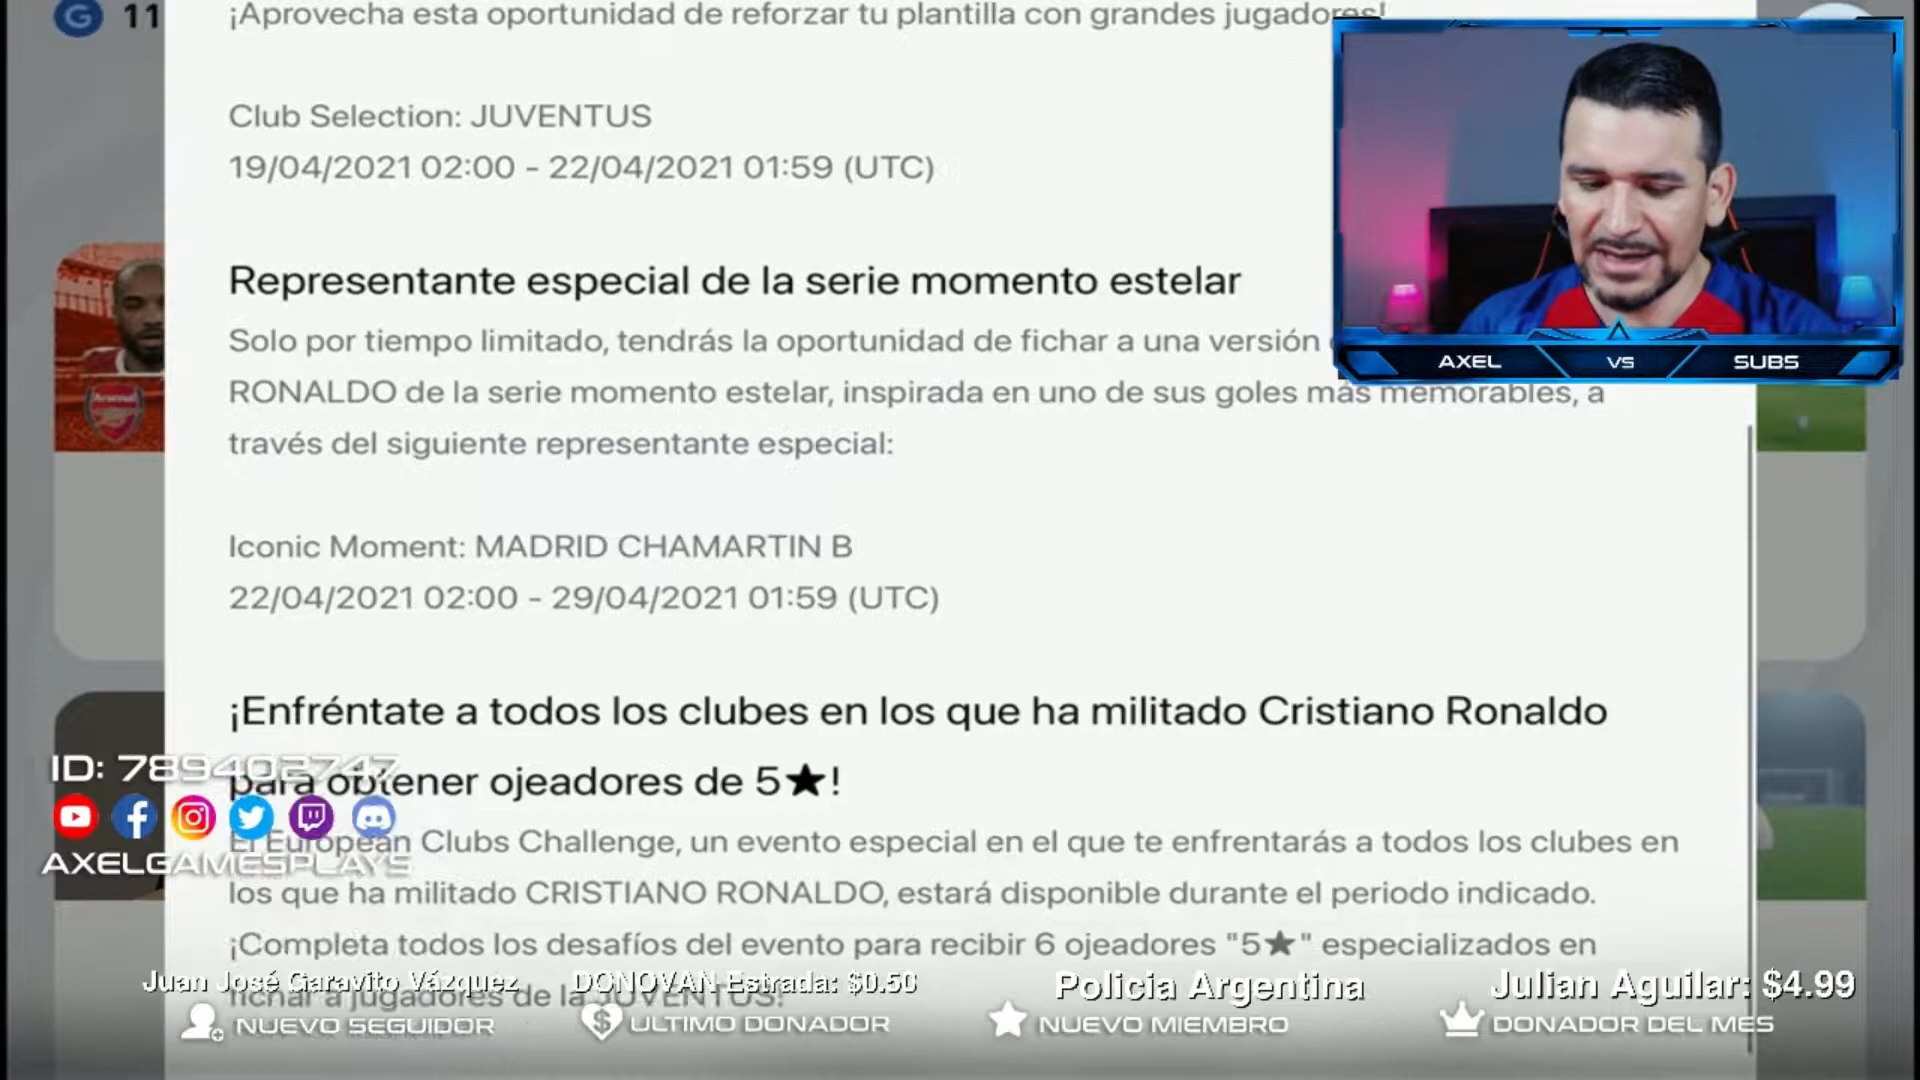 G 11
¡Aprovecha esta oportunidad de reforzar tu plantilla con grandes jugadores!
Club Selection: JUVENTUS
19/04/2021 02:00 - 22/04/2021 01:59 (UTC)
Representante especial de la serie momento estelar
Solo por tiempo limitado, tendrás la oportunidad de fichar a una versión
RONALDO de la serie momento estelar, inspirada en uno de sus goles más memorables, a
través del siguiente representante especial:
AXEL VS SUBS
Arsenal
Iconic Moment: MADRID CHAMARTIN B
22/04/2021 02:00 - 29/04/2021 01:59 (UTC)
¡Enfréntate a todos los clubes en los que ha militado Cristiano Ronaldo
para obtener ojeadores de 5★!
ID: 789402747
El European Clubs Challenge, un evento especial en el que te enfrentarás a todos los clubes en
AXELGAMESPLAYS
los que ha militado CRISTIANO RONALDO, estará disponible durante el periodo indicado.
¡Completa todos los desafíos del evento para recibir 6 ojeadores "5★" especializados en
fichar a jugadores de la JUVENTUS!
Juan José Garavito Vázquez
NUEVO SEGUIDOR
DONOVAN Estrada: $0.50
ULTIMO DONADOR
Policia Argentina
NUEVO MIEMBRO
Julian Aguilar: $4.99
DONADOR DEL MES